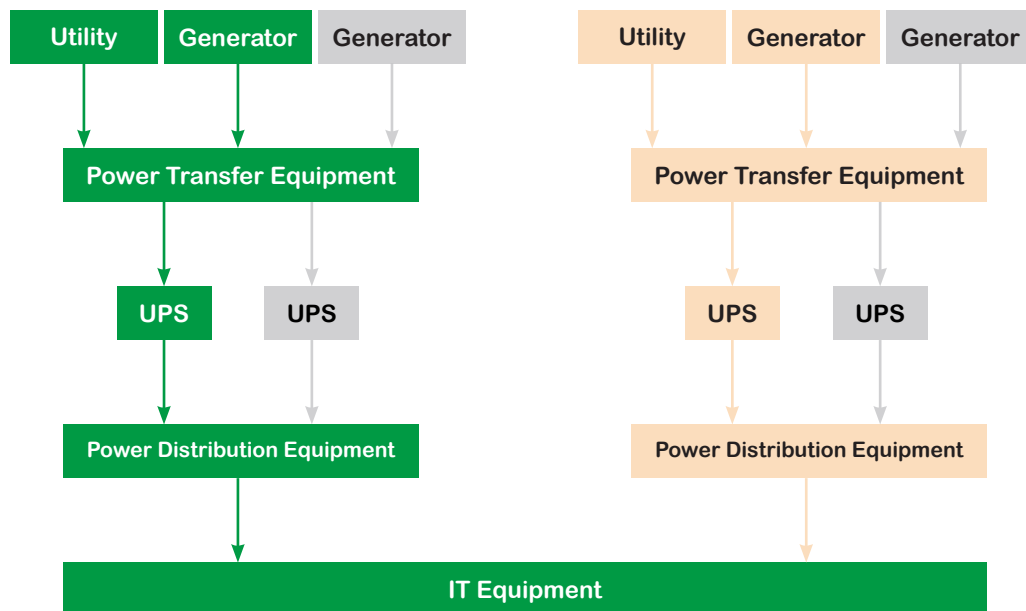 Utility
Generator
Generator
Utility
Generator
Generator
Power Transfer Equipment
Power Transfer Equipment
UPS
UPS
UPS
UPS
Power Distribution Equipment
Power Distribution Equipment
IT Equipment